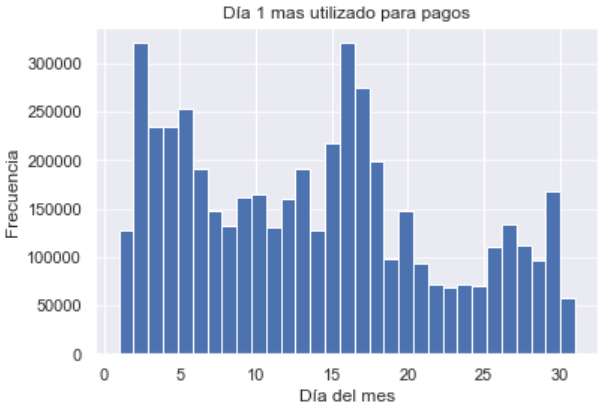 Día 1 mas utilizado para pagos
300000
250000
200000
150000
100000
50000
0
Frecuencia
0 5 10 15 20 25 30
Día del mes